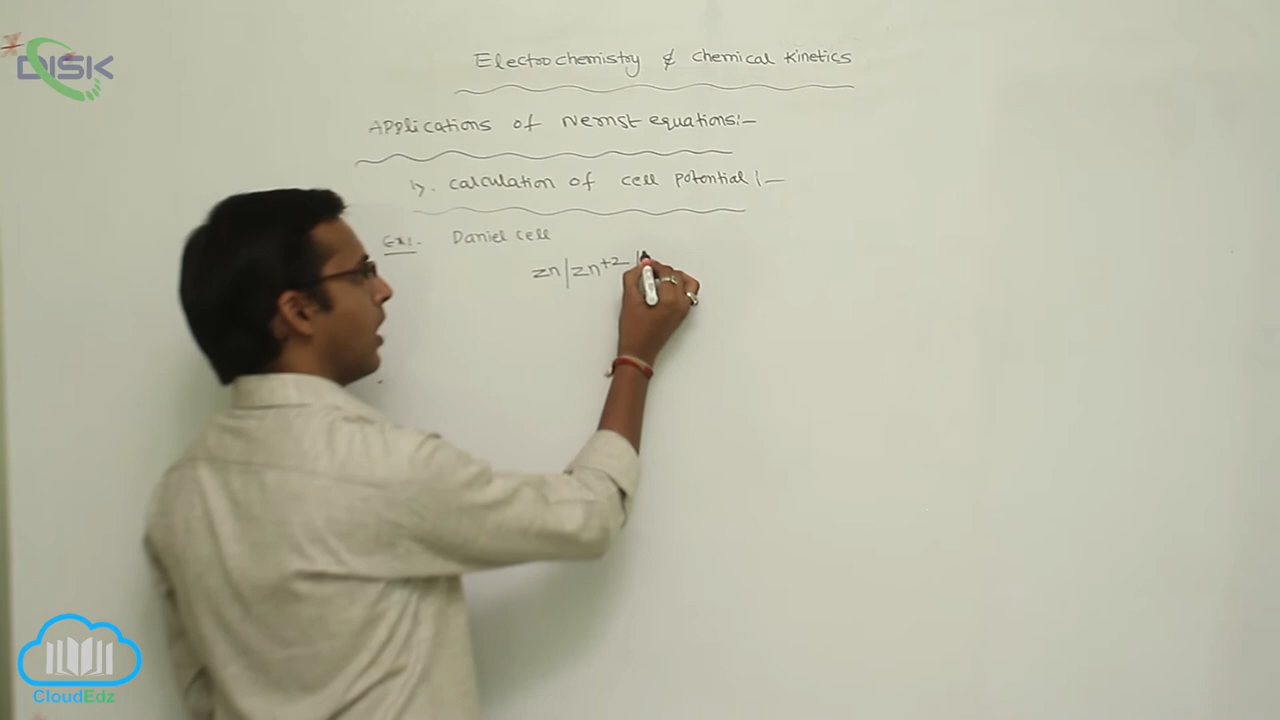 DISK
Electrochemistry & chemical kinetics
Applications of Nernst equations:-
1). calculation of cell potential :-
Ex:- Daniel cell
Zn|Zn+2|
CloudEdz